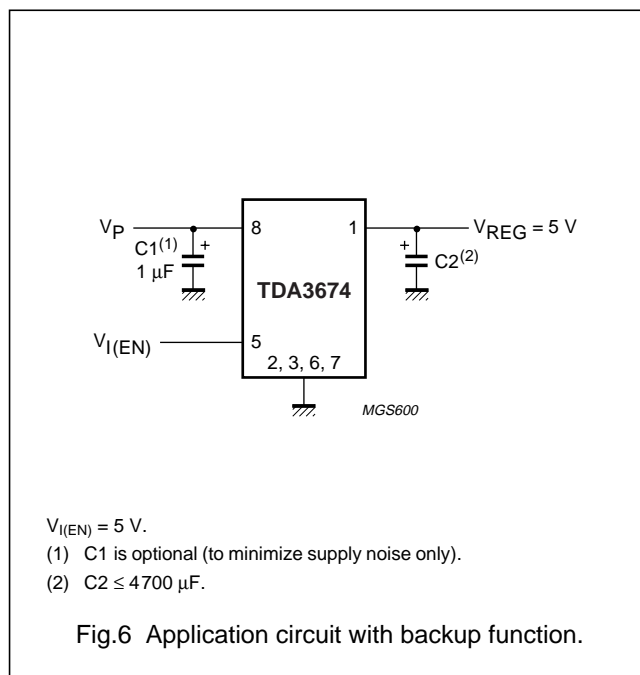 V_P 8 1 V_REG = 5 V
C1(1) + + C2(2)
1 μF
TDA3674
V_I(EN) 5
2, 3, 6, 7
MGS600
V_I(EN) = 5 V.
(1) C1 is optional (to minimize supply noise only).
(2) C2 ≤ 4700 μF.
Fig.6 Application circuit with backup function.